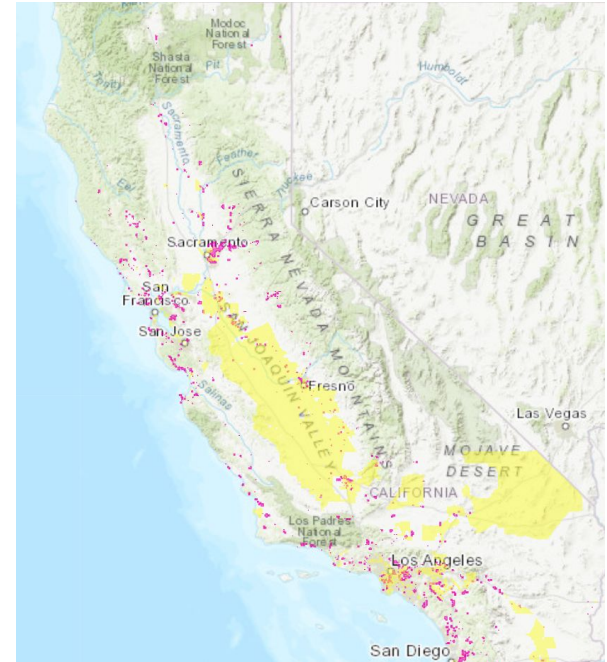 Modoc
National
Forest
Shasta
National
Forest
Pit
Trinity
Humboldt
Sacramento
Feather
Truckee
Eel
Carson City
NEVADA
GREAT
BASIN
SIERRA NEVADA MOUNTAINS
Sacramento
San
Francisco
San Jose
SAN JOAQUIN VALLEY
Salinas
Fresno
Las Vegas
MOJAVE
DESERT
CALIFORNIA
Los Padres
National
Forest
Los Angeles
San Diego